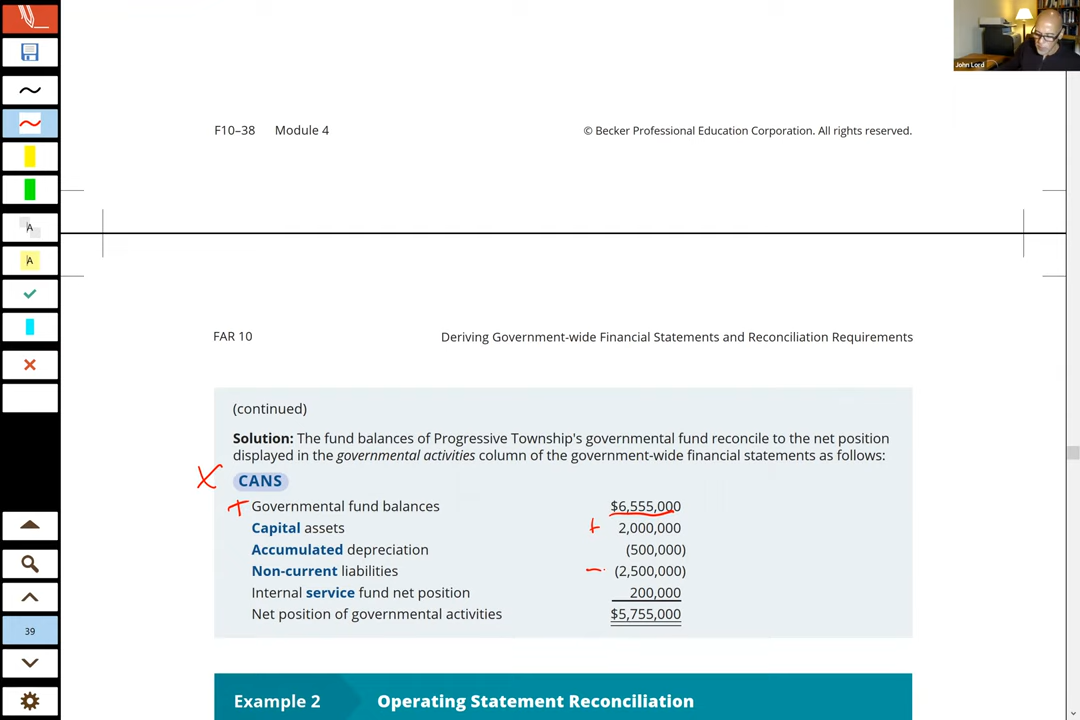 John Lord
F10–38 Module 4 © Becker Professional Education Corporation. All rights reserved.
A
A
FAR 10 Deriving Government-wide Financial Statements and Reconciliation Requirements
(continued)
Solution: The fund balances of Progressive Township's governmental fund reconcile to the net position
displayed in the governmental activities column of the government-wide financial statements as follows:
X CANS
+ Governmental fund balances $6,555,000
Capital assets + 2,000,000
Accumulated depreciation (500,000)
Non-current liabilities – (2,500,000)
Internal service fund net position 200,000
Net position of governmental activities $5,755,000
39
Example 2 Operating Statement Reconciliation